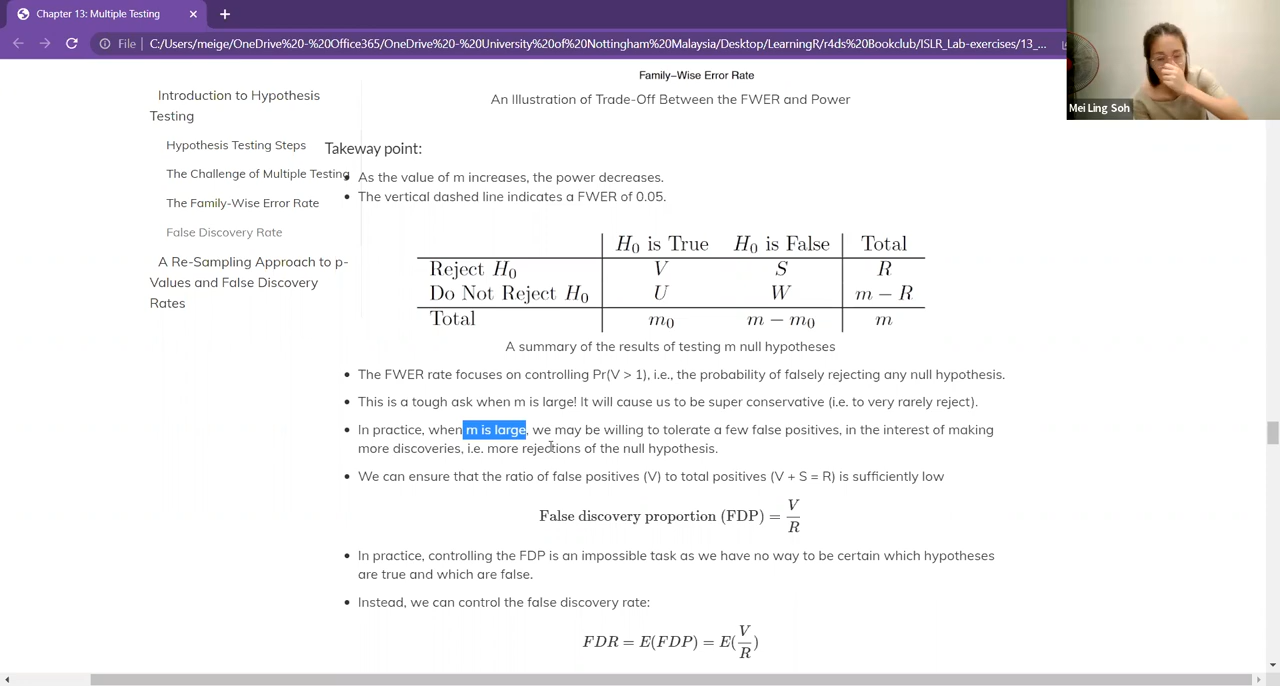 Chapter 13: Multiple Testing
File
C:/Users/meige/OneDrive%20-%20Office365/OneDrive%20-%20University%20of%20Nottingham%20Malaysia/Desktop/LearningR/r4ds%20Bookclub/ISLR_Lab-exercises/13_...
Mei Ling Soh
Introduction to Hypothesis
Testing
Hypothesis Testing Steps
The Challenge of Multiple Testing
The Family-Wise Error Rate
False Discovery Rate
A Re-Sampling Approach to p-
Values and False Discovery
Rates
Family−Wise Error Rate
An Illustration of Trade-Off Between the FWER and Power
Takeway point:
• As the value of m increases, the power decreases.
• The vertical dashed line indicates a FWER of 0.05.
H0 is True H0 is False Total
Reject H0 V S R
Do Not Reject H0 U W m − R
Total m0 m − m0 m
A summary of the results of testing m null hypotheses
• The FWER rate focuses on controlling Pr(V > 1), i.e., the probability of falsely rejecting any null hypothesis.
• This is a tough ask when m is large! It will cause us to be super conservative (i.e. to very rarely reject).
• In practice, when m is large, we may be willing to tolerate a few false positives, in the interest of making
more discoveries, i.e. more rejections of the null hypothesis.
• We can ensure that the ratio of false positives (V) to total positives (V + S = R) is sufficiently low
False discovery proportion (FDP) = V/R
• In practice, controlling the FDP is an impossible task as we have no way to be certain which hypotheses
are true and which are false.
• Instead, we can control the false discovery rate:
FDR = E(FDP) = E(V/R)